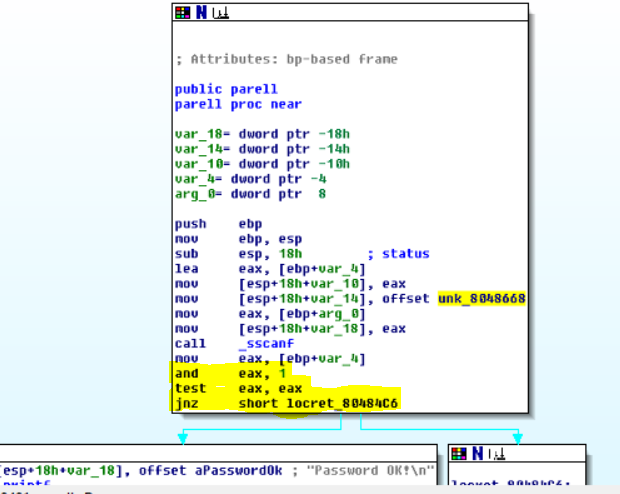 ; Attributes: bp-based frame
public parell
parell proc near
var_18= dword ptr -18h
var_14= dword ptr -14h
var_10= dword ptr -10h
var_4= dword ptr -4
arg_0= dword ptr  8
push    ebp
mov     ebp, esp
sub     esp, 18h        ; status
lea     eax, [ebp+var_4]
mov     [esp+18h+var_10], eax
mov     [esp+18h+var_14], offset unk_8048668
mov     eax, [ebp+arg_0]
mov     [esp+18h+var_18], eax
call    _sscanf
mov     eax, [ebp+var_4]
and     eax, 1
test    eax, eax
jnz     short locret_80484C6
[esp+18h+var_18], offset aPasswordOk ; "Password OK!\n"
locret_80484C6: